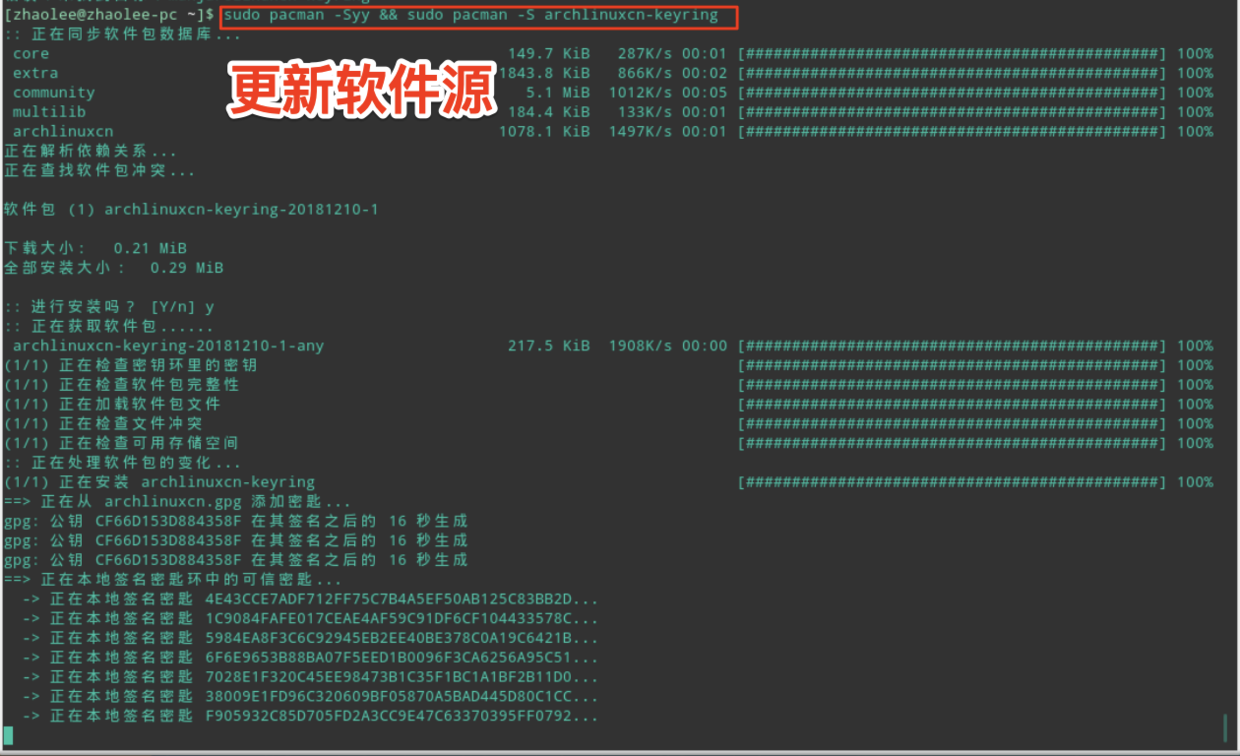 [zhaolee@zhaolee-pc ~]$ sudo pacman -Syy && sudo pacman -S archlinuxcn-keyring
:: 正在同步软件包数据库...
core 149.7 KiB 287K/s 00:01 [############################################] 100%
extra 1843.8 KiB 866K/s 00:02 [############################################] 100%
更新软件源
community 5.1 MiB 1012K/s 00:05 [############################################] 100%
multilib 184.4 KiB 133K/s 00:01 [############################################] 100%
archlinuxcn 1078.1 KiB 1497K/s 00:01 [############################################] 100%
正在解析依赖关系...
正在查找软件包冲突...
软件包 (1) archlinuxcn-keyring-20181210-1
下载大小： 0.21 MiB
全部安装大小： 0.29 MiB
:: 进行安装吗？ [Y/n] y
:: 正在获取软件包......
archlinuxcn-keyring-20181210-1-any 217.5 KiB 1908K/s 00:00 [############################################] 100%
(1/1) 正在检查密钥环里的密钥 [############################################] 100%
(1/1) 正在检查软件包完整性 [############################################] 100%
(1/1) 正在加载软件包文件 [############################################] 100%
(1/1) 正在检查文件冲突 [############################################] 100%
(1/1) 正在检查可用存储空间 [############################################] 100%
:: 正在处理软件包的变化...
(1/1) 正在安装 archlinuxcn-keyring [############################################] 100%
==> 正在从 archlinuxcn.gpg 添加密匙...
gpg: 公钥 CF66D153D884358F 在其签名之后的 16 秒生成
gpg: 公钥 CF66D153D884358F 在其签名之后的 16 秒生成
gpg: 公钥 CF66D153D884358F 在其签名之后的 16 秒生成
==> 正在本地签名密匙环中的可信密匙...
-> 正在本地签名密匙 4E43CCE7ADF712FF75C7B4A5EF50AB125C83BB2D...
-> 正在本地签名密匙 1C9084FAFE017CEAE4AF59C91DF6CF104433578C...
-> 正在本地签名密匙 5984EA8F3C6C92945EB2EE40BE378C0A19C6421B...
-> 正在本地签名密匙 6F6E9653B88BA07F5EED1B0096F3CA6256A95C51...
-> 正在本地签名密匙 7028E1F320C45EE98473B1C35F1BC1A1BF2B11D0...
-> 正在本地签名密匙 38009E1FD96C320609BF05870A5BAD445D80C1CC...
-> 正在本地签名密匙 F905932C85D705FD2A3CC9E47C63370395FF0792...